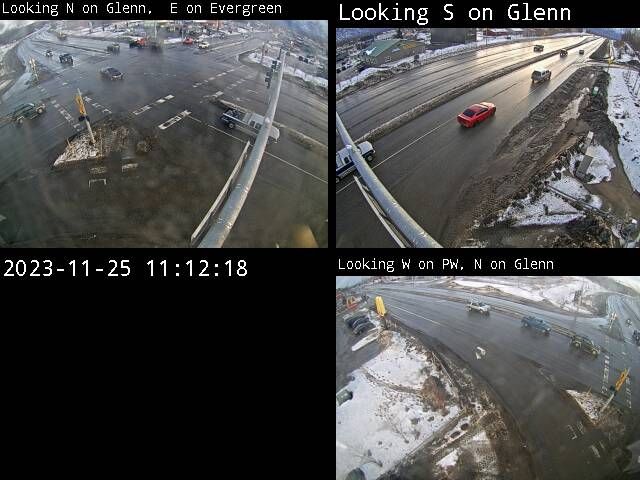 Looking N on Glenn, E on Evergreen
Looking S on Glenn
2023-11-25 11:12:18
Looking W on PW, N on Glenn